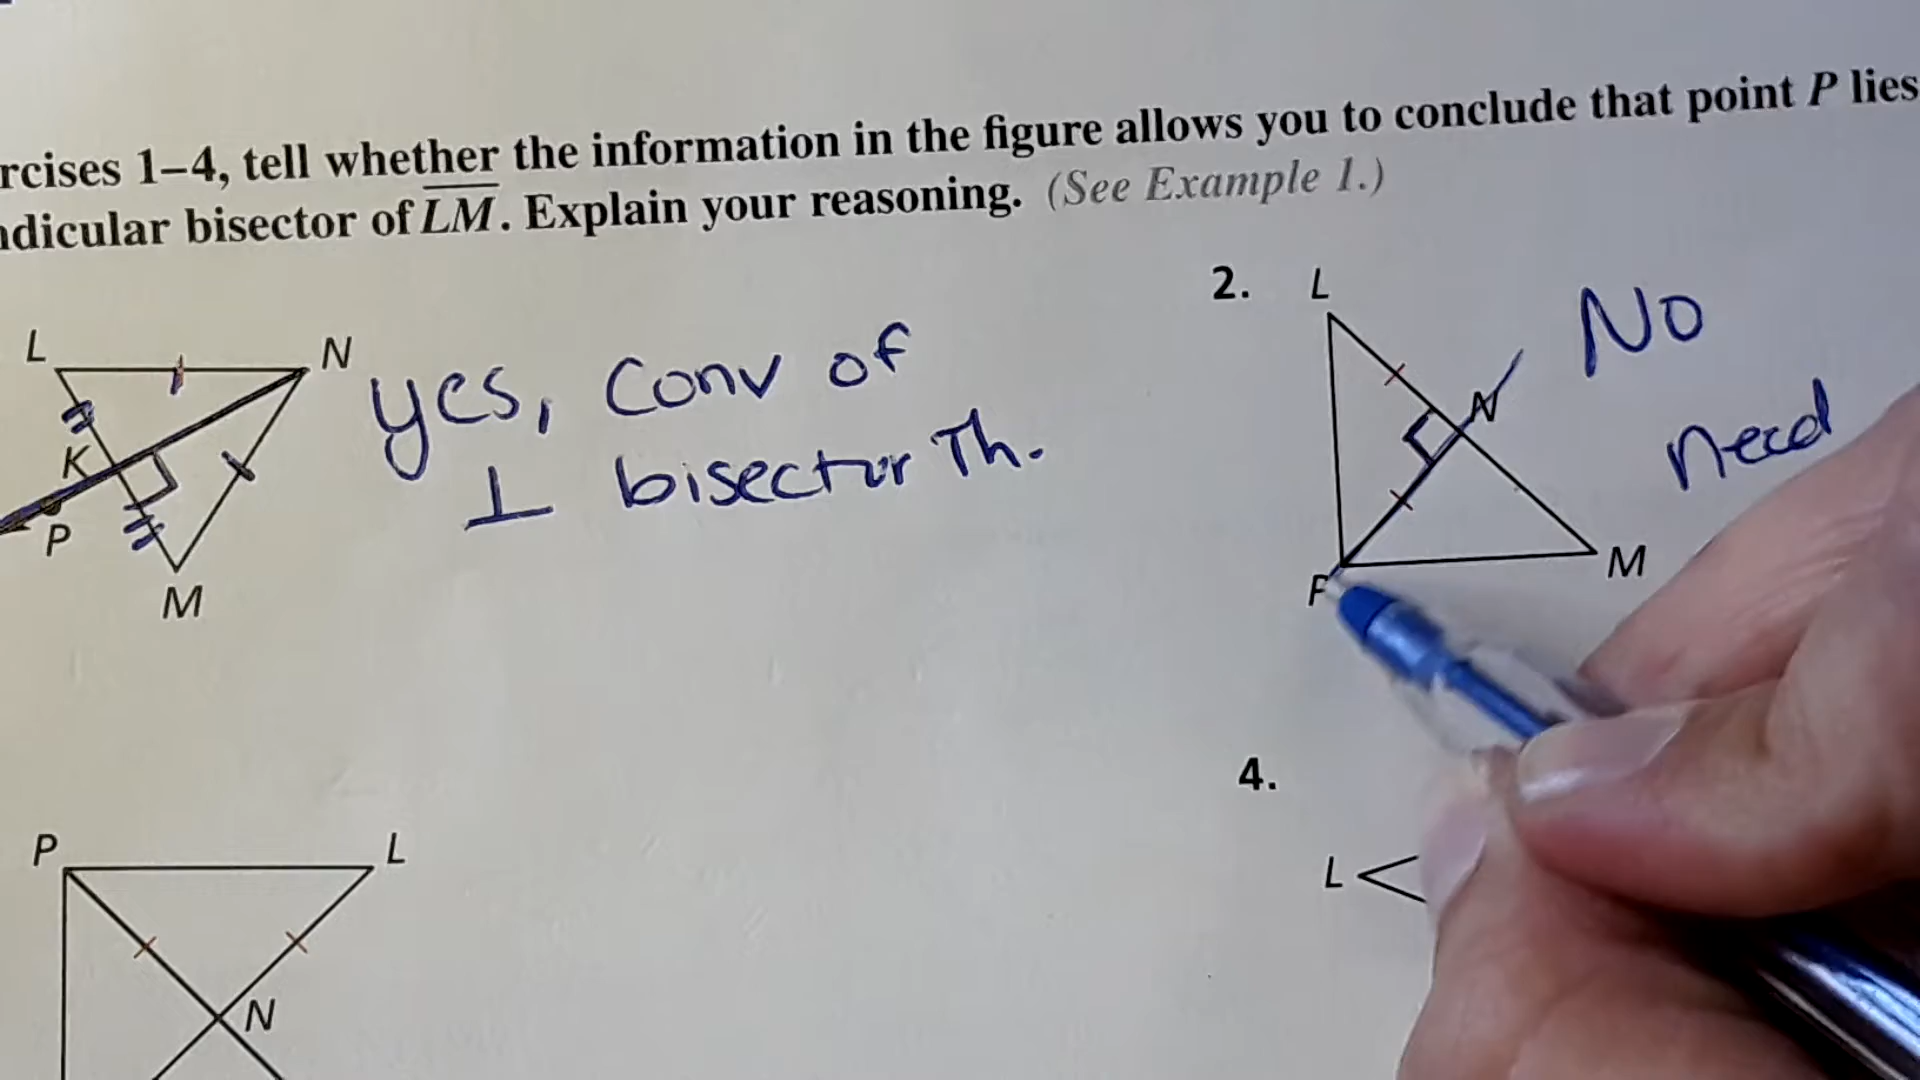 rcises 1–4, tell whether the information in the figure allows you to conclude that point P lies
ndicular bisector of LM. Explain your reasoning. (See Example 1.)
L
N
K
P
M
yes, Conv of
⊥ bisector Th.
2.
L
N
P
M
No
need
P
L
N
4.
L